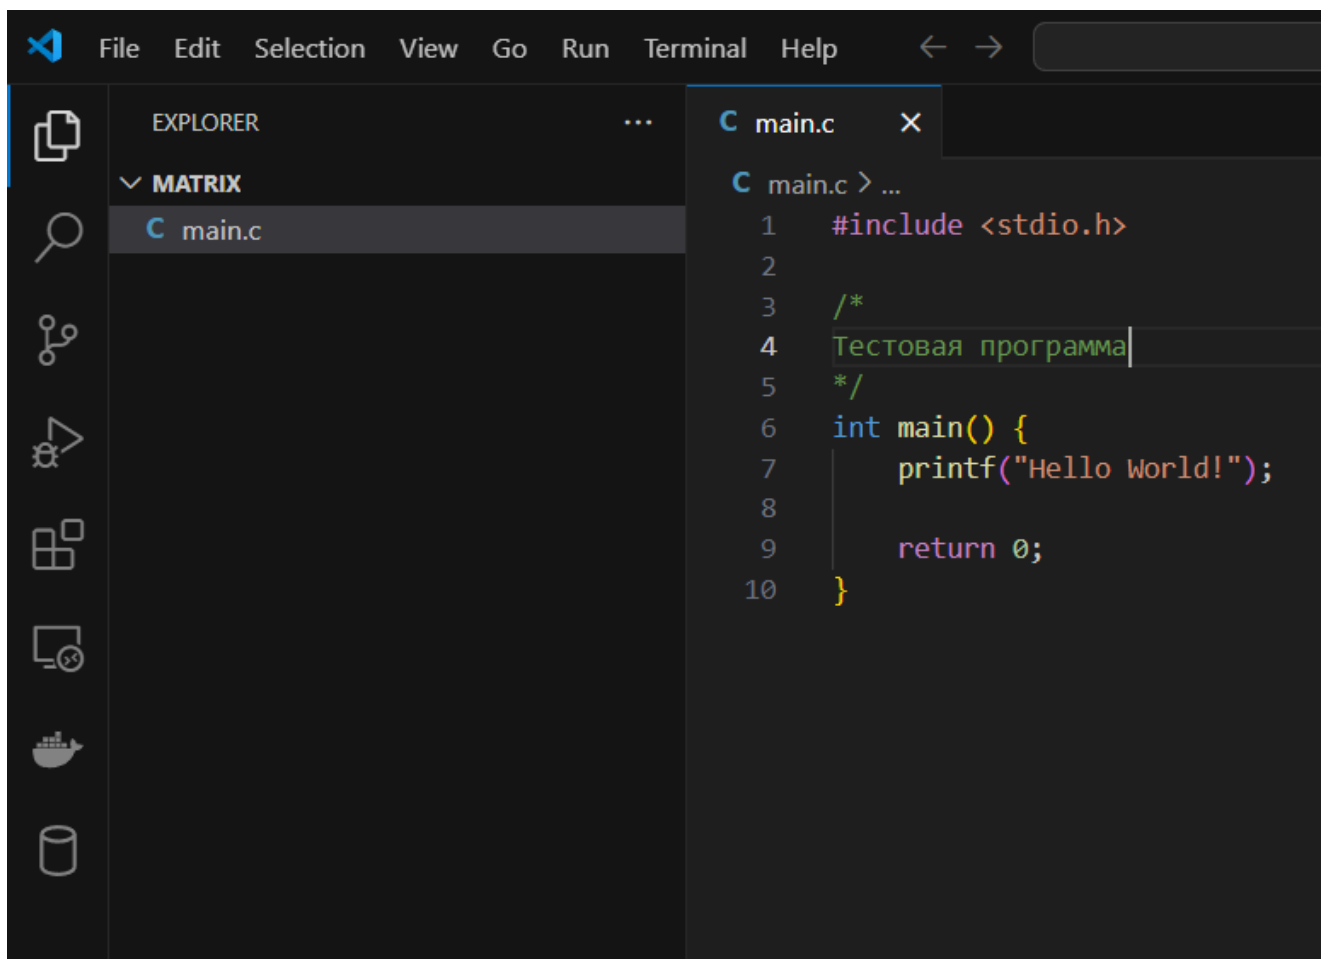 File Edit Selection View Go Run Terminal Help
EXPLORER
MATRIX
C main.c
C main.c
C main.c > ...
1 #include <stdio.h>
2
3 /*
4 Тестовая программа
5 */
6 int main() {
7 printf("Hello World!");
8
9 return 0;
10 }